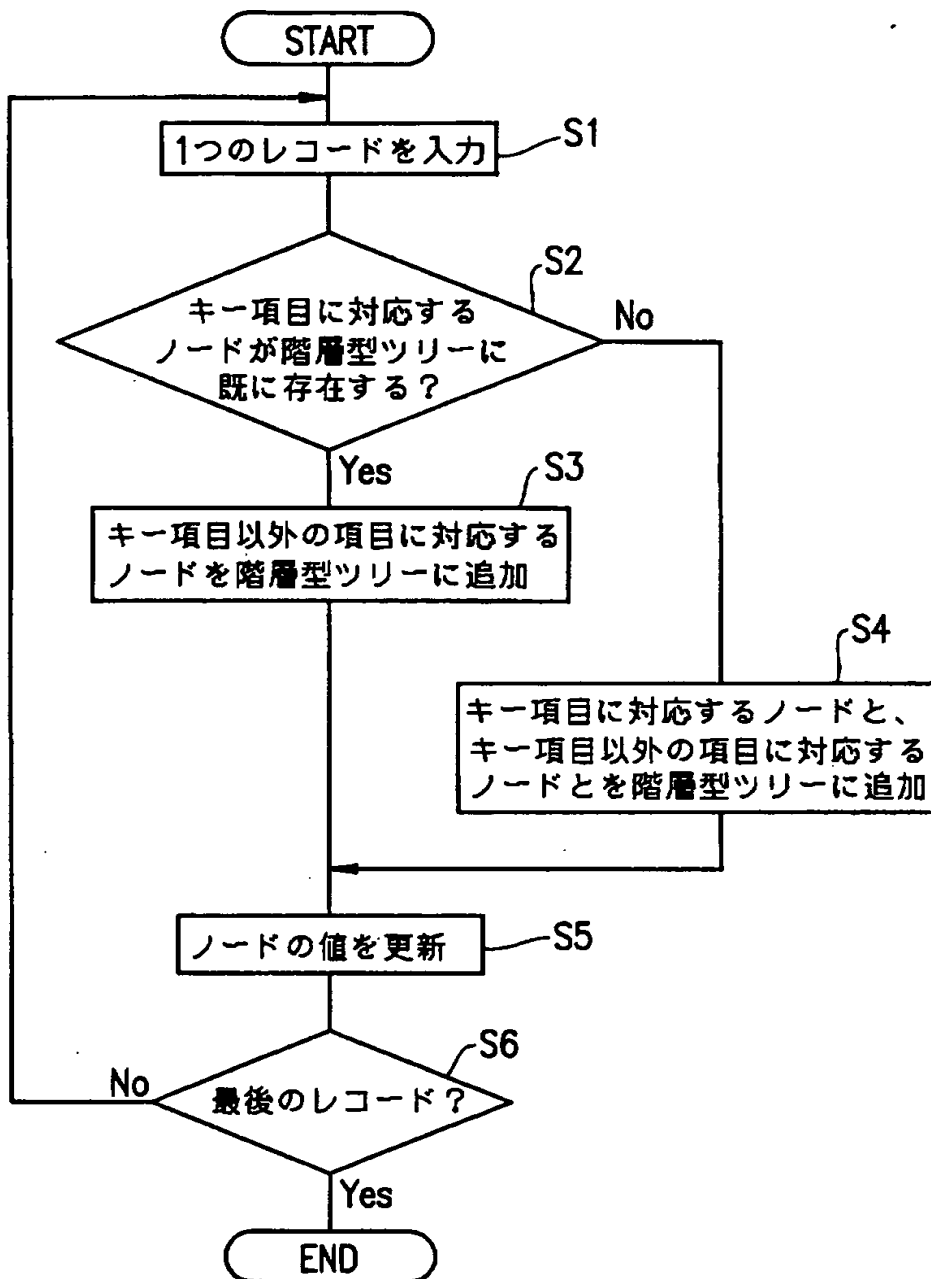 START
1つのレコードを入力
S1
S2
キー項目に対応する
ノードが階層型ツリーに
既に存在する？
No
Yes
S3
キー項目以外の項目に対応する
ノードを階層型ツリーに追加
S4
キー項目に対応するノードと、
キー項目以外の項目に対応する
ノードとを階層型ツリーに追加
ノードの値を更新
S5
S6
最後のレコード？
No
Yes
END